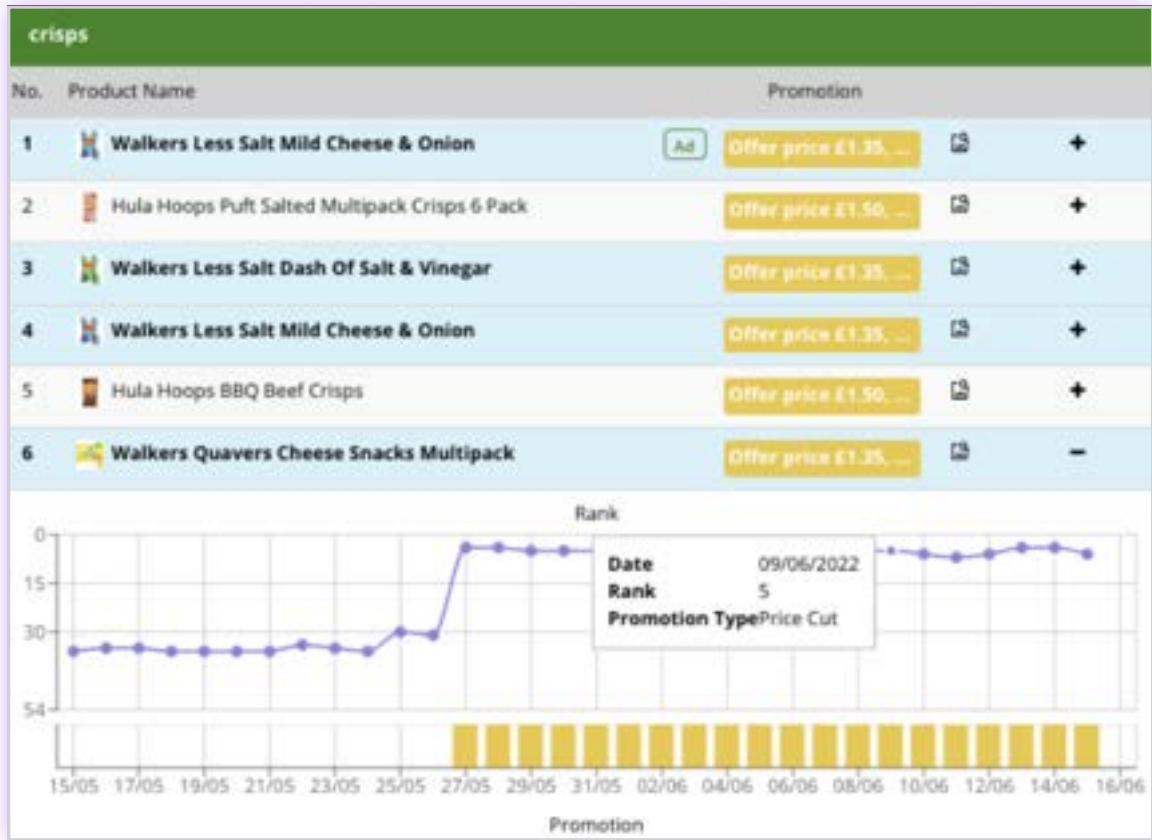 crisps
No. Product Name Promotion
1 Walkers Less Salt Mild Cheese & Onion Ad Offer price £1.35, ...
2 Hula Hoops Puft Salted Multipack Crisps 6 Pack Offer price £1.50, ...
3 Walkers Less Salt Dash Of Salt & Vinegar Offer price £1.35, ...
4 Walkers Less Salt Mild Cheese & Onion Offer price £1.35, ...
5 Hula Hoops BBQ Beef Crisps Offer price £1.50, ...
6 Walkers Quavers Cheese Snacks Multipack Offer price £1.35, ...
Rank
0
Date 09/06/2022
15
Rank 5
Promotion Type Price Cut
30
54
15/05 17/05 19/05 21/05 23/05 25/05 27/05 29/05 31/05 02/06 04/06 06/06 08/06 10/06 12/06 14/06 16/06
Promotion